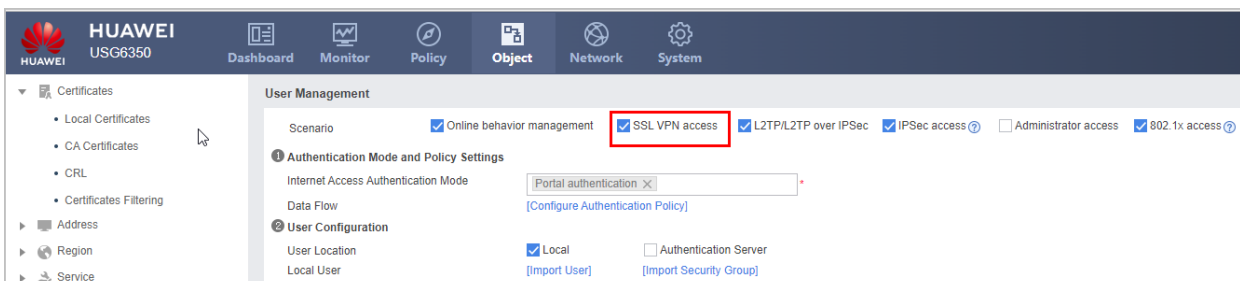 HUAWEI
HUAWEI
USG6350
Dashboard
Monitor
Policy
Object
Network
System
Certificates
• Local Certificates
• CA Certificates
• CRL
• Certificates Filtering
Address
Region
Service
User Management
Scenario Online behavior management SSL VPN access L2TP/L2TP over IPSec IPSec access ? Administrator access 802.1x access ?
1 Authentication Mode and Policy Settings
Internet Access Authentication Mode Portal authentication *
Data Flow [Configure Authentication Policy]
2 User Configuration
User Location Local Authentication Server
Local User [Import User] [Import Security Group]